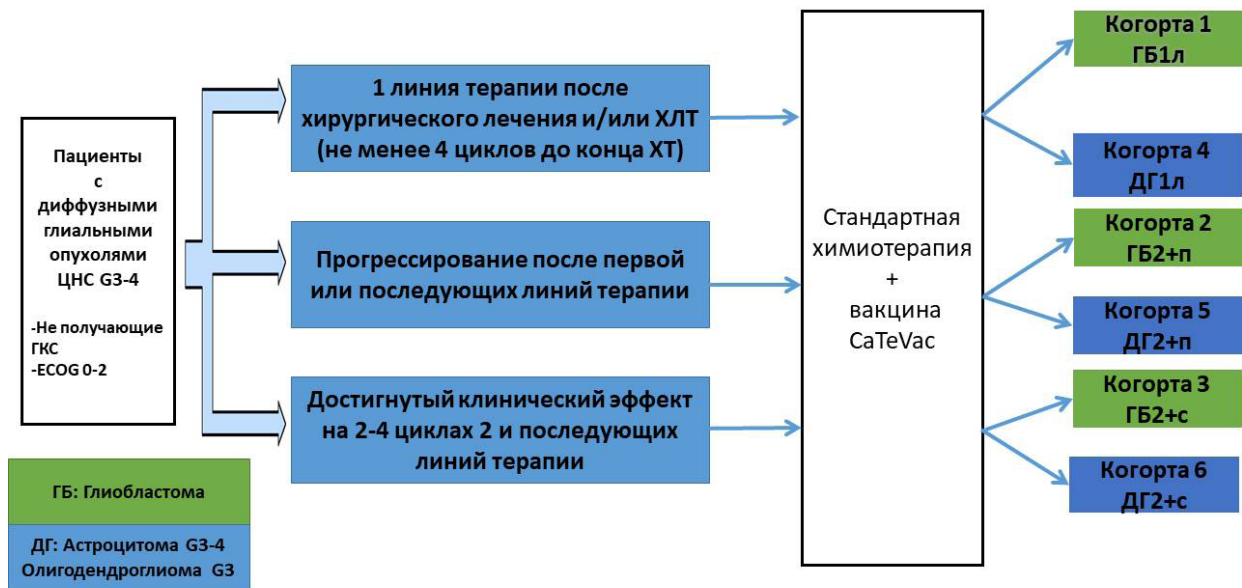 Пациенты
с
диффузными
глиальными
опухолями
ЦНС G3-4
-Не получающие
ГКС
-ECOG 0-2
1 линия терапии после
хирургического лечения и/или ХЛТ
(не менее 4 циклов до конца ХТ)
Прогрессирование после первой
или последующих линий терапии
Достигнутый клинический эффект
на 2-4 циклах 2 и последующих
линий терапии
Стандартная
химиотерапия
+
вакцина
CaTeVac
Когорта 1
ГБ1л
Когорта 4
ДГ1л
Когорта 2
ГБ2+п
Когорта 5
ДГ2+п
Когорта 3
ГБ2+с
Когорта 6
ДГ2+с
ГБ: Глиобластома
ДГ: Астроцитома G3-4
Олигодендроглиома G3